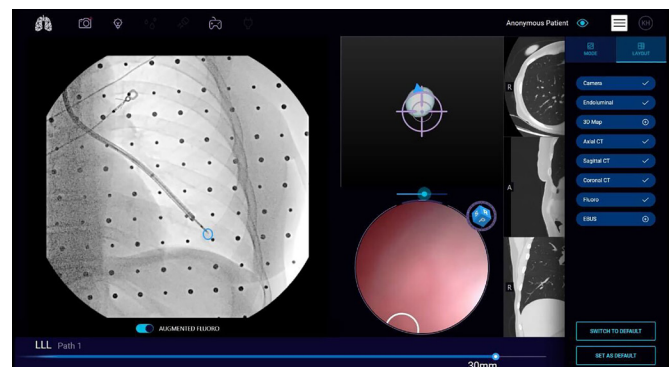 Anonymous Patient
KH
MODE
LAYOUT
Camera
Endoluminal
3D Map
Axial CT
Sagittal CT
Coronal CT
Fluoro
EBUS
R
A
R
AUGMENTED FLUORO
LLL Path 1
30mm
SWITCH TO DEFAULT
SET AS DEFAULT